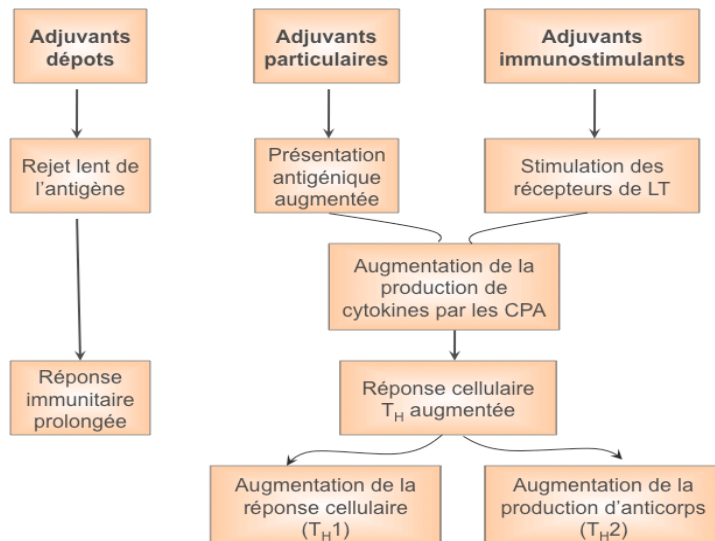 Adjuvants
dépots
Adjuvants
particulaires
Adjuvants
immunostimulants
Rejet lent de
l'antigène
Présentation
antigénique
augmentée
Stimulation des
récepteurs de LT
Augmentation de la
production de
cytokines par les CPA
Réponse
immunitaire
prolongée
Réponse cellulaire
TH augmentée
Augmentation de la
réponse cellulaire
(TH1)
Augmentation de la
production d'anticorps
(TH2)